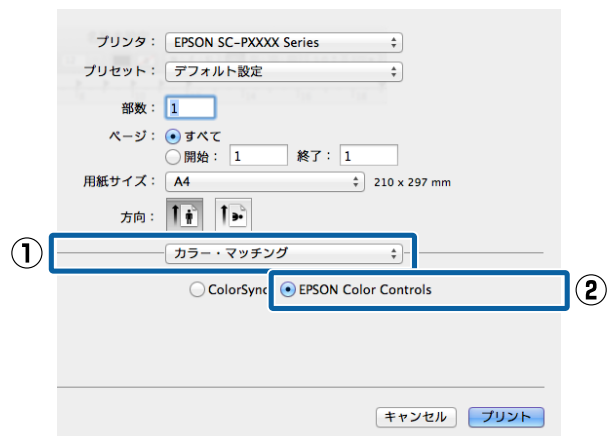 プリンタ： EPSON SC-PXXXX Series
プリセット： デフォルト設定
部数： 1
ページ： すべて
開始： 1 終了： 1
用紙サイズ： A4 210 x 297 mm
方向：
① カラー・マッチング
ColorSync EPSON Color Controls ②
キャンセル プリント